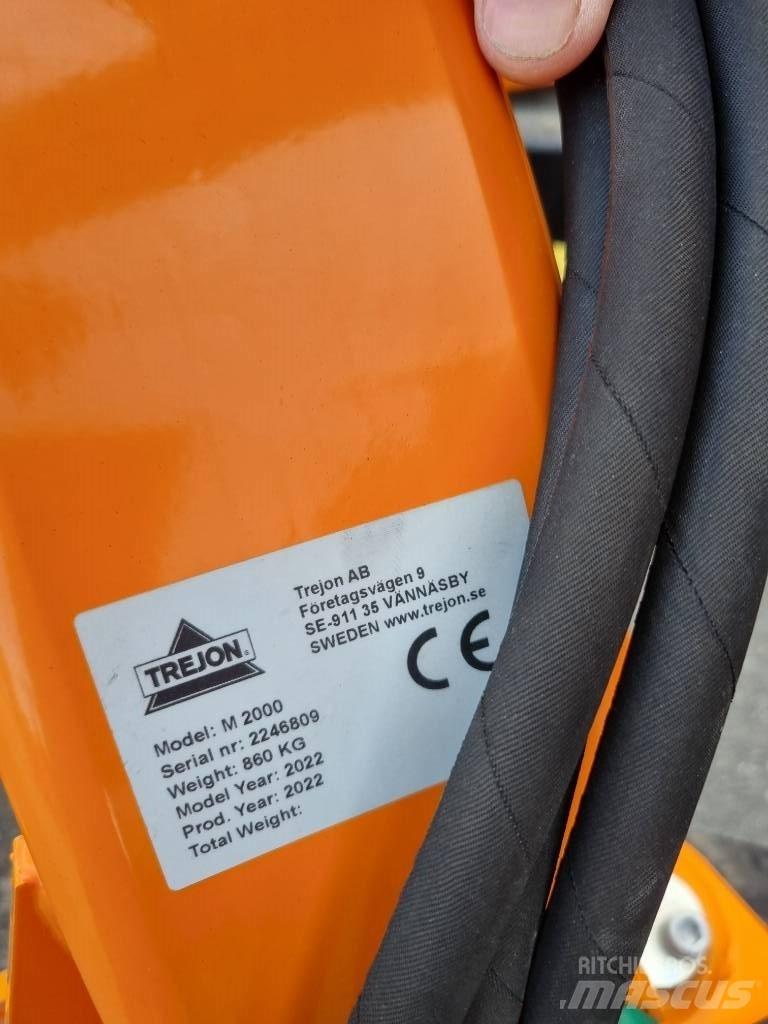 Trejon AB
Företagsvägen 9
SE-911 35 VÄNNÄSBY
SWEDEN www.trejon.se
TREJON
CE
Model: M 2000
Serial nr: 2246809
Weight: 860 KG
Model Year: 2022
Prod. Year: 2022
Total Weight:
RITCHIE BROS.
MASCUS